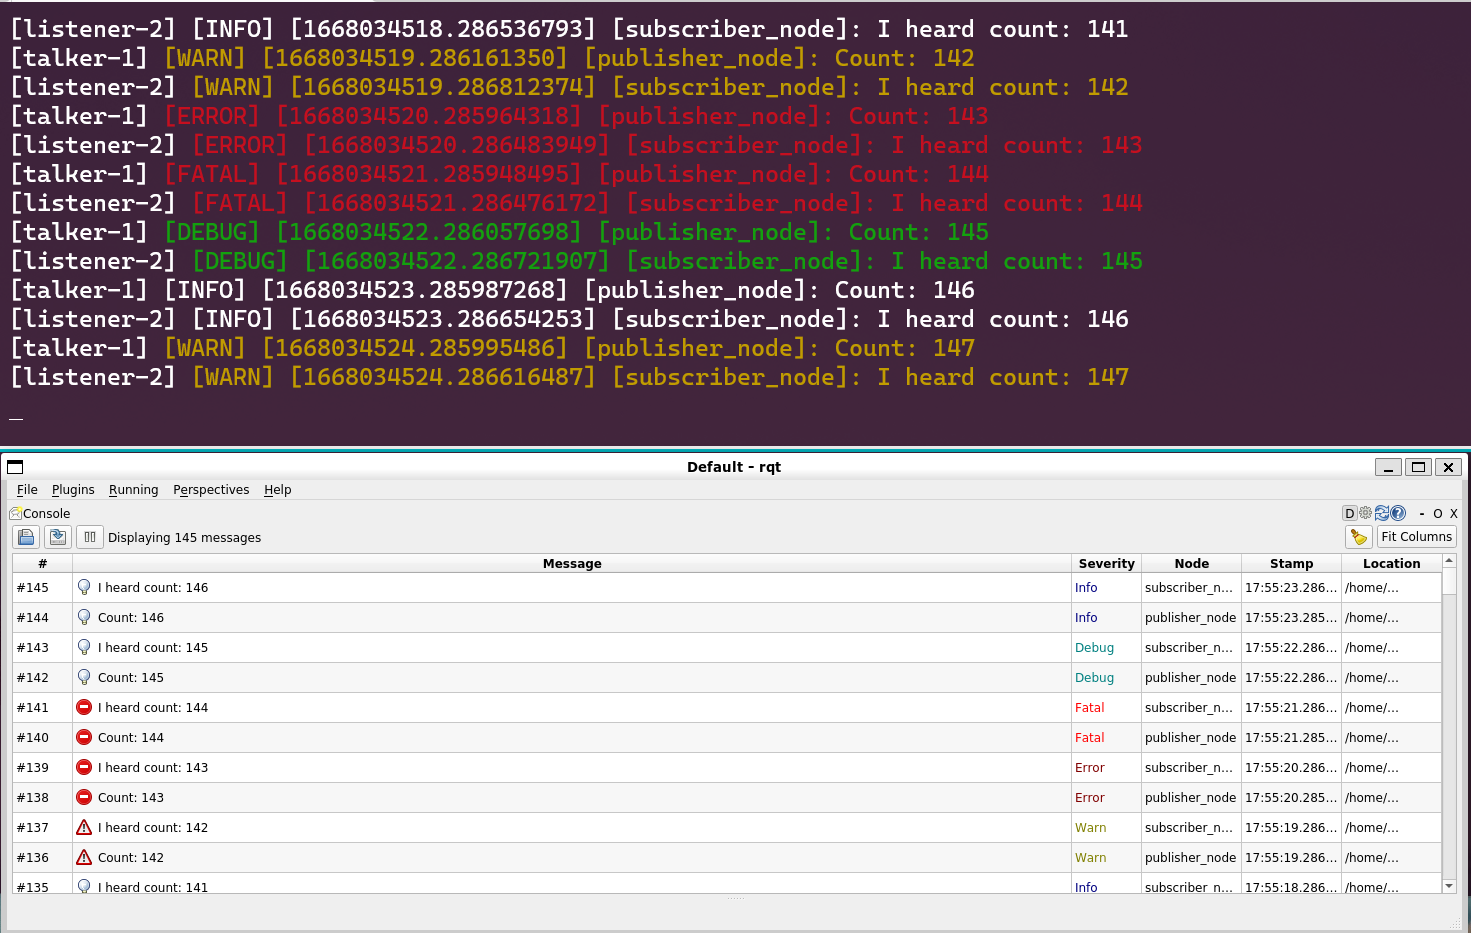 [listener-2] [INFO] [1668034518.286536793] [subscriber_node]: I heard count: 141
[talker-1] [WARN] [1668034519.286161350] [publisher_node]: Count: 142
[listener-2] [WARN] [1668034519.286812374] [subscriber_node]: I heard count: 142
[talker-1] [ERROR] [1668034520.285964318] [publisher_node]: Count: 143
[listener-2] [ERROR] [1668034520.286483949] [subscriber_node]: I heard count: 143
[talker-1] [FATAL] [1668034521.285948495] [publisher_node]: Count: 144
[listener-2] [FATAL] [1668034521.286476172] [subscriber_node]: I heard count: 144
[talker-1] [DEBUG] [1668034522.286057698] [publisher_node]: Count: 145
[listener-2] [DEBUG] [1668034522.286721907] [subscriber_node]: I heard count: 145
[talker-1] [INFO] [1668034523.285987268] [publisher_node]: Count: 146
[listener-2] [INFO] [1668034523.286654253] [subscriber_node]: I heard count: 146
[talker-1] [WARN] [1668034524.285995486] [publisher_node]: Count: 147
[listener-2] [WARN] [1668034524.286616487] [subscriber_node]: I heard count: 147
_
Default - rqt
File Plugins Running Perspectives Help
Console D ? - O X
Displaying 145 messages Fit Columns
# Message Severity Node Stamp Location
#145 I heard count: 146 Info subscriber_n... 17:55:23.286... /home/...
#144 Count: 146 Info publisher_node 17:55:23.285... /home/...
#143 I heard count: 145 Debug subscriber_n... 17:55:22.286... /home/...
#142 Count: 145 Debug publisher_node 17:55:22.286... /home/...
#141 I heard count: 144 Fatal subscriber_n... 17:55:21.286... /home/...
#140 Count: 144 Fatal publisher_node 17:55:21.285... /home/...
#139 I heard count: 143 Error subscriber_n... 17:55:20.286... /home/...
#138 Count: 143 Error publisher_node 17:55:20.285... /home/...
#137 I heard count: 142 Warn subscriber_n... 17:55:19.286... /home/...
#136 Count: 142 Warn publisher_node 17:55:19.286... /home/...
#135 I heard count: 141 Info subscriber_n... 17:55:18.286... /home/...